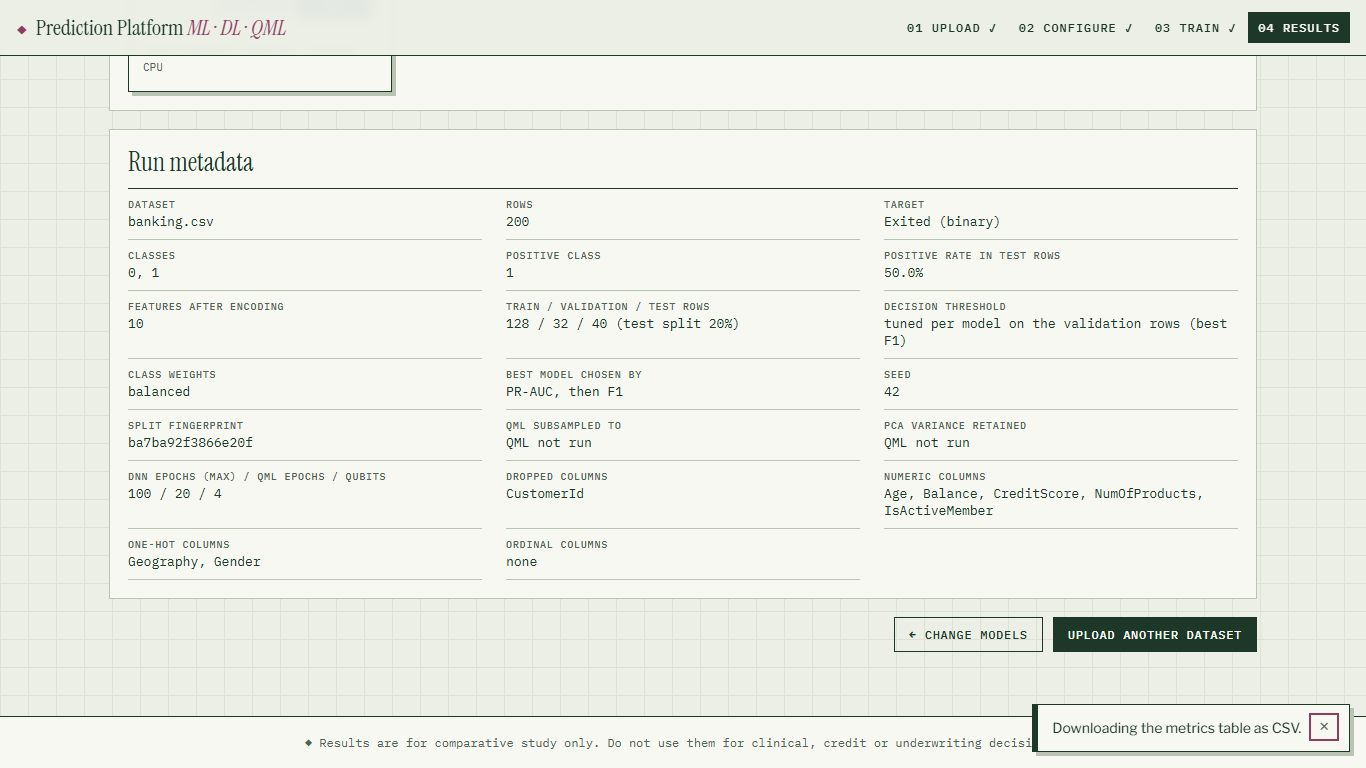 ◆ Prediction Platform ML · DL · QML
01 UPLOAD ✓ 02 CONFIGURE ✓ 03 TRAIN ✓ 04 RESULTS
CPU
Run metadata
DATASET
banking.csv
ROWS
200
TARGET
Exited (binary)
CLASSES
0, 1
POSITIVE CLASS
1
POSITIVE RATE IN TEST ROWS
50.0%
FEATURES AFTER ENCODING
10
TRAIN / VALIDATION / TEST ROWS
128 / 32 / 40 (test split 20%)
DECISION THRESHOLD
tuned per model on the validation rows (best
F1)
CLASS WEIGHTS
balanced
BEST MODEL CHOSEN BY
PR-AUC, then F1
SEED
42
SPLIT FINGERPRINT
ba7ba92f3866e20f
QML SUBSAMPLED TO
QML not run
PCA VARIANCE RETAINED
QML not run
DNN EPOCHS (MAX) / QML EPOCHS / QUBITS
100 / 20 / 4
DROPPED COLUMNS
CustomerId
NUMERIC COLUMNS
Age, Balance, CreditScore, NumOfProducts,
IsActiveMember
ONE-HOT COLUMNS
Geography, Gender
ORDINAL COLUMNS
none
← CHANGE MODELS
UPLOAD ANOTHER DATASET
◆ Results are for comparative study only. Do not use them for clinical, credit or underwriting decisi
Downloading the metrics table as CSV. ✕